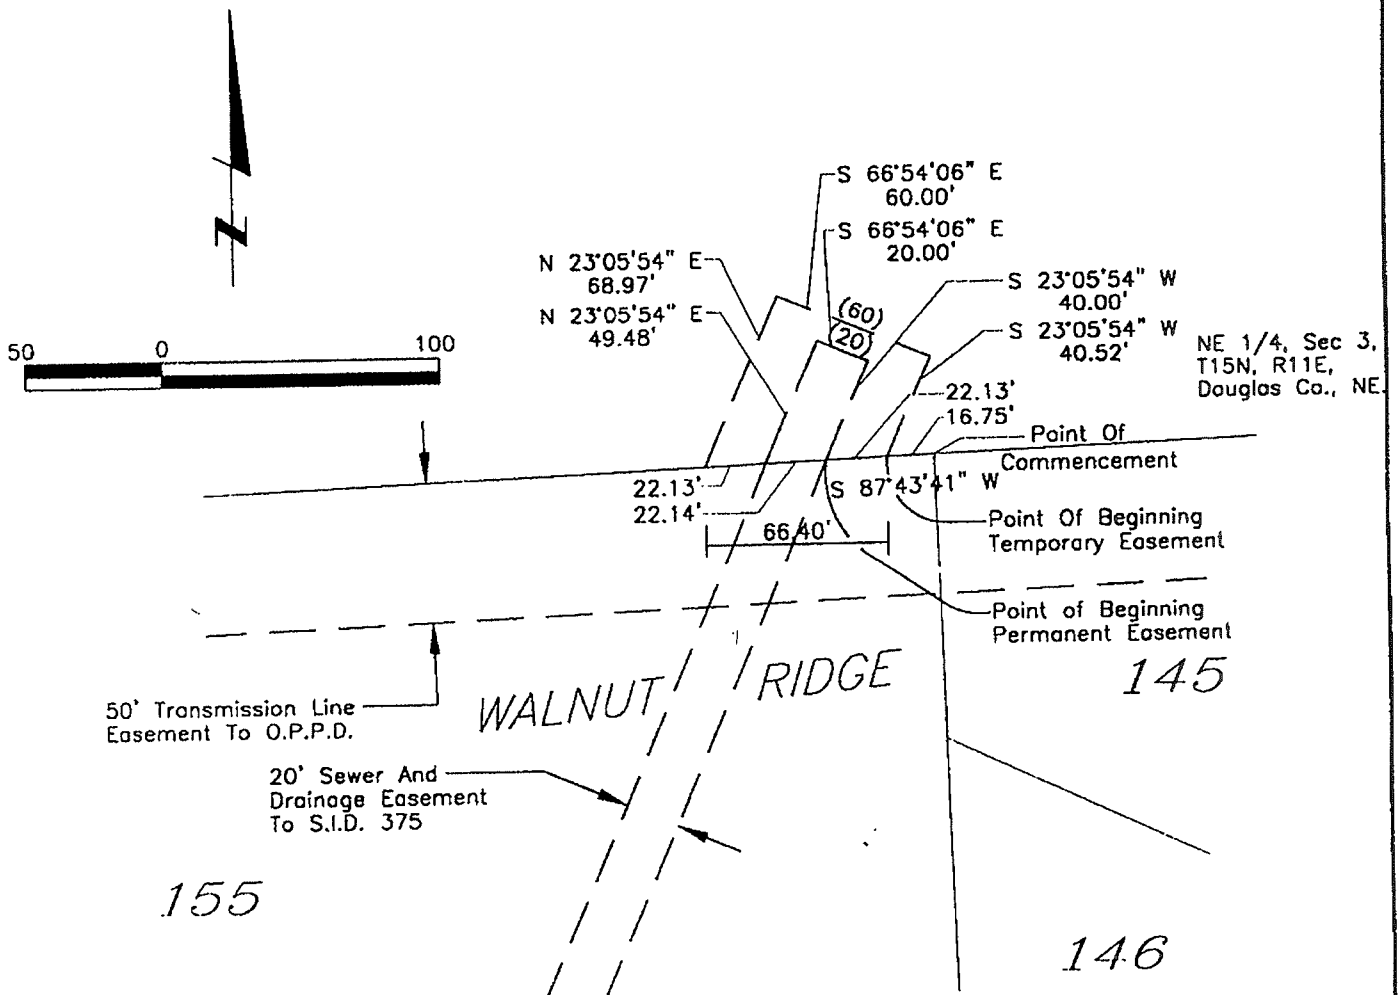 S 66°54'06" E
60.00'
S 66°54'06" E
20.00'
N 23°05'54" E
68.97'
N 23°05'54" E
49.48'
(60)
(20)
S 23°05'54" W
40.00'
S 23°05'54" W
40.52'
NE 1/4, Sec 3,
T15N, R11E,
Douglas Co., NE.
N
50 0 100
22.13'
16.75'
Point Of
Commencement
22.13'
22.14'
S 87°43'41" W
66.40'
Point Of Beginning
Temporary Easement
Point of Beginning
Permanent Easement
WALNUT RIDGE
145
50' Transmission Line
Easement To O.P.P.D.
20' Sewer And
Drainage Easement
To S.I.D. 375
155
146